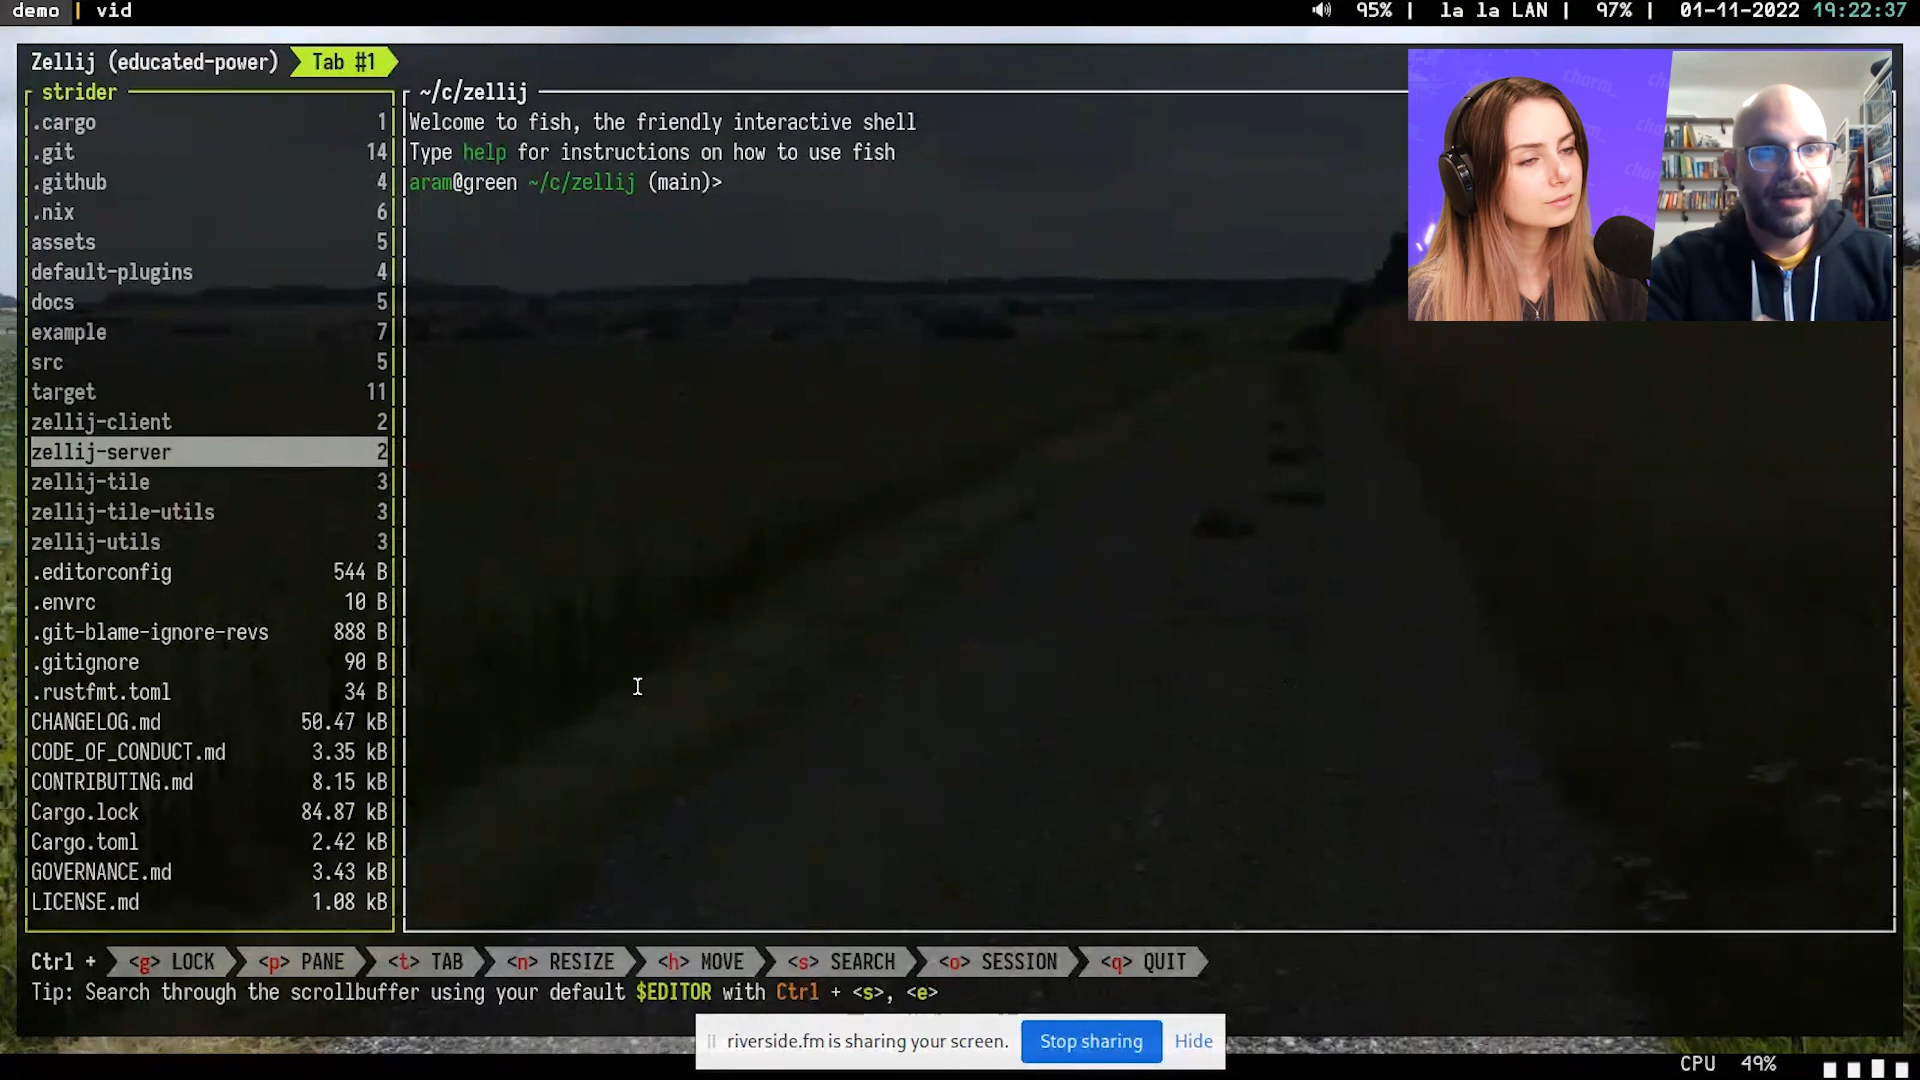 demo | vid
95% | la la LAN | 97% | 01-11-2022 19:22:37
Zellij (educated-power) Tab #1
strider
.cargo 1
.git 14
.github 4
.nix 6
assets 5
default-plugins 4
docs 5
example 7
src 5
target 11
zellij-client 2
zellij-server 2
zellij-tile 3
zellij-tile-utils 3
zellij-utils 3
.editorconfig 544 B
.envrc 10 B
.git-blame-ignore-revs 888 B
.gitignore 90 B
.rustfmt.toml 34 B
CHANGELOG.md 50.47 kB
CODE_OF_CONDUCT.md 3.35 kB
CONTRIBUTING.md 8.15 kB
Cargo.lock 84.87 kB
Cargo.toml 2.42 kB
GOVERNANCE.md 3.43 kB
LICENSE.md 1.08 kB
~/c/zellij
Welcome to fish, the friendly interactive shell
Type help for instructions on how to use fish
aram@green ~/c/zellij (main)>
charm_
Ctrl + <g> LOCK <p> PANE <t> TAB <n> RESIZE <h> MOVE <s> SEARCH <o> SESSION <q> QUIT
Tip: Search through the scrollbuffer using your default $EDITOR with Ctrl + <s>, <e>
riverside.fm is sharing your screen. Stop sharing Hide
CPU 49%